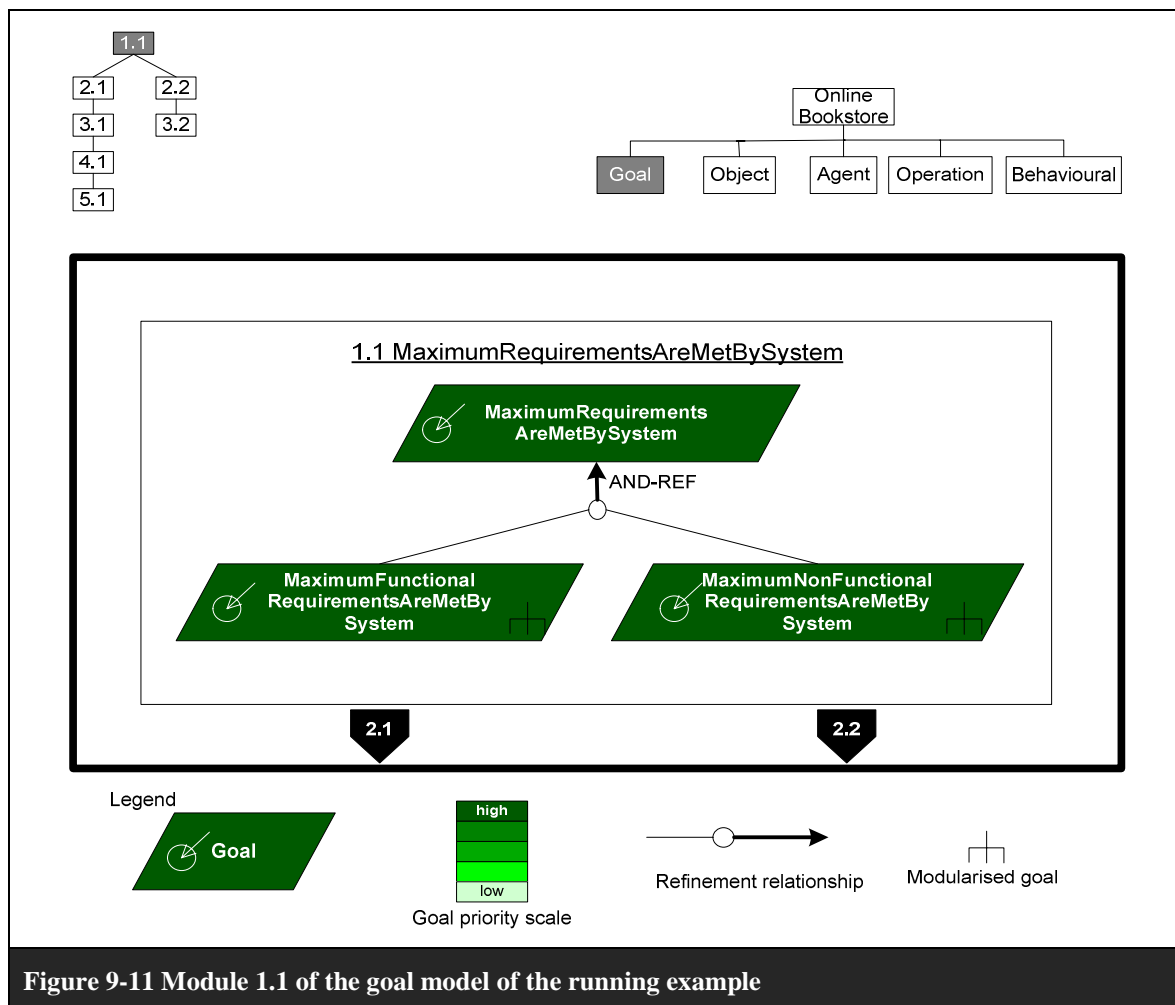 1.1
2.1
2.2
3.1
3.2
4.1
5.1
Online
Bookstore
Goal
Object
Agent
Operation
Behavioural
1.1 MaximumRequirementsAreMetBySystem
MaximumRequirements
AreMetBySystem
AND-REF
MaximumFunctional
RequirementsAreMetBy
System
MaximumNonFunctional
RequirementsAreMetBy
System
2.1
2.2
Legend
Goal
high
low
Goal priority scale
Refinement relationship
Modularised goal
Figure 9-11 Module 1.1 of the goal model of the running example